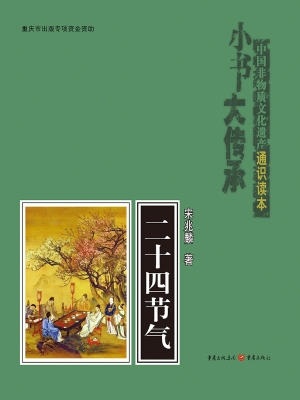 重庆市出版专项资金资助
小书大传承
中国非物质文化遗产通识读本
二十四节气
宋兆麟 著
重庆出版集团 重庆出版社